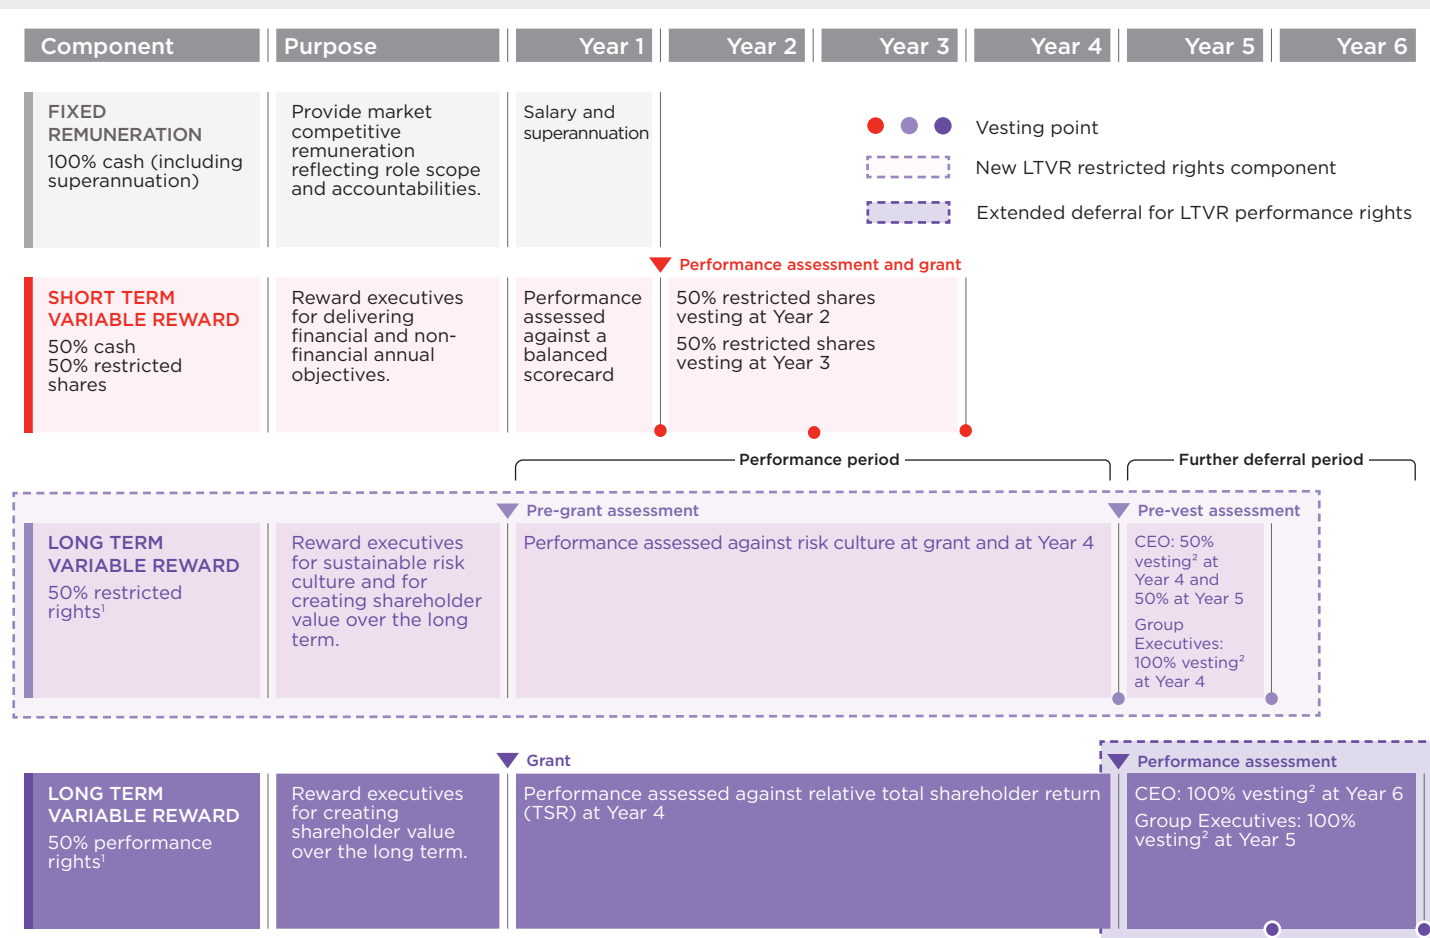 Component
Purpose
Year 1
Year 2
Year 3
Year 4
Year 5
Year 6
FIXED
REMUNERATION
100% cash (including
superannuation)
Provide market
competitive
remuneration
reflecting role scope
and accountabilities.
Salary and
superannuation
Vesting point
New LTVR restricted rights component
Extended deferral for LTVR performance rights
Performance assessment and grant
SHORT TERM
VARIABLE REWARD
50% cash
50% restricted
shares
Reward executives
for delivering
financial and non-
financial annual
objectives.
Performance
assessed
against a
balanced
scorecard
50% restricted shares
vesting at Year 2
50% restricted shares
vesting at Year 3
Performance period
Further deferral period
Pre-grant assessment
Pre-vest assessment
LONG TERM
VARIABLE REWARD
50% restricted
rights¹
Reward executives
for sustainable risk
culture and for
creating shareholder
value over the long
term.
Performance assessed against risk culture at grant and at Year 4
CEO: 50%
vesting² at
Year 4 and
50% at Year 5
Group
Executives:
100% vesting²
at Year 4
Grant
Performance assessment
LONG TERM
VARIABLE REWARD
50% performance
rights¹
Reward executives
for creating
shareholder value
over the long term.
Performance assessed against relative total shareholder return
(TSR) at Year 4
CEO: 100% vesting² at Year 6
Group Executives: 100%
vesting² at Year 5